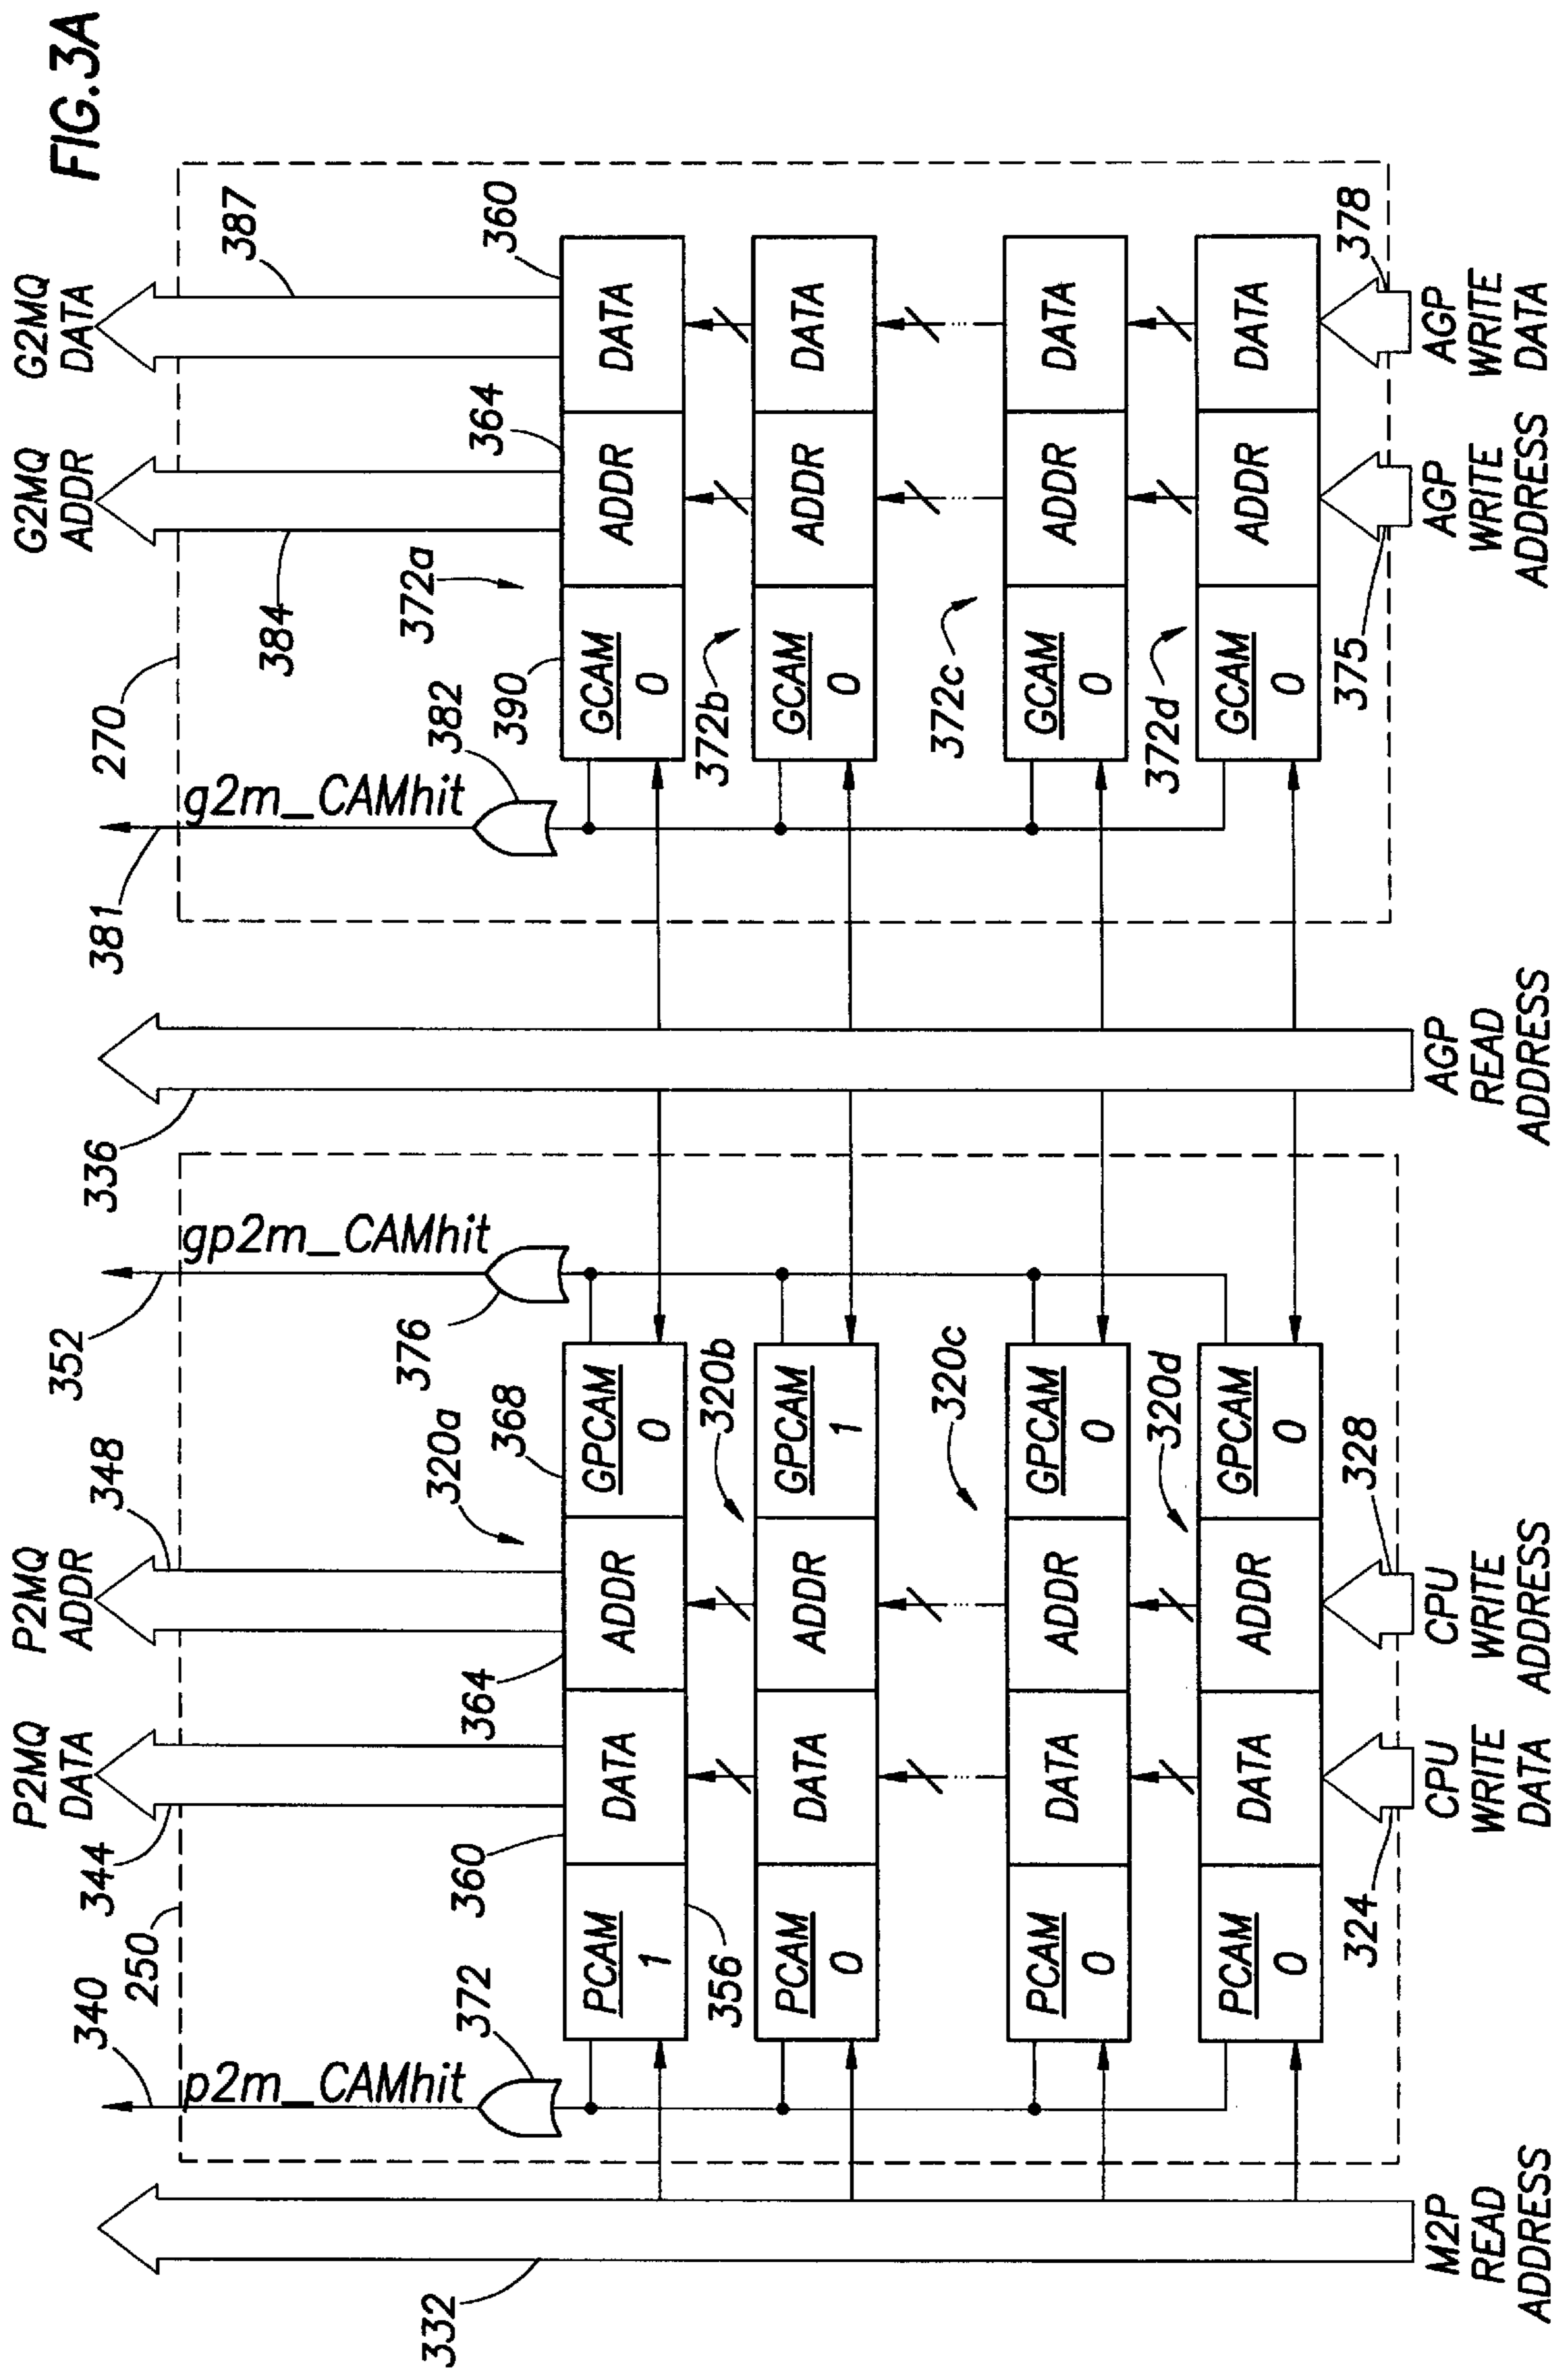 FIG.3A
P2MQ
DATA
P2MQ
ADDR
G2MQ
ADDR
G2MQ
DATA
340
344
348
352
336
381
250
270
387
p2m_CAMhit
gp2m_CAMhit
g2m_CAMhit
384
332
372
360
364
320a
368
376
382
390
372a
364
360
PCAM
1
DATA
ADDR
GPCAM
0
GCAM
0
ADDR
DATA
356
320b
372b
PCAM
0
DATA
ADDR
GPCAM
1
GCAM
0
ADDR
DATA
320c
372c
PCAM
0
DATA
ADDR
GPCAM
0
GCAM
0
ADDR
DATA
320d
372d
PCAM
0
DATA
ADDR
GPCAM
0
GCAM
0
ADDR
DATA
324
328
375
378
M2P
READ
ADDRESS
CPU
WRITE
DATA
CPU
WRITE
ADDRESS
AGP
READ
ADDRESS
AGP
WRITE
ADDRESS
AGP
WRITE
DATA